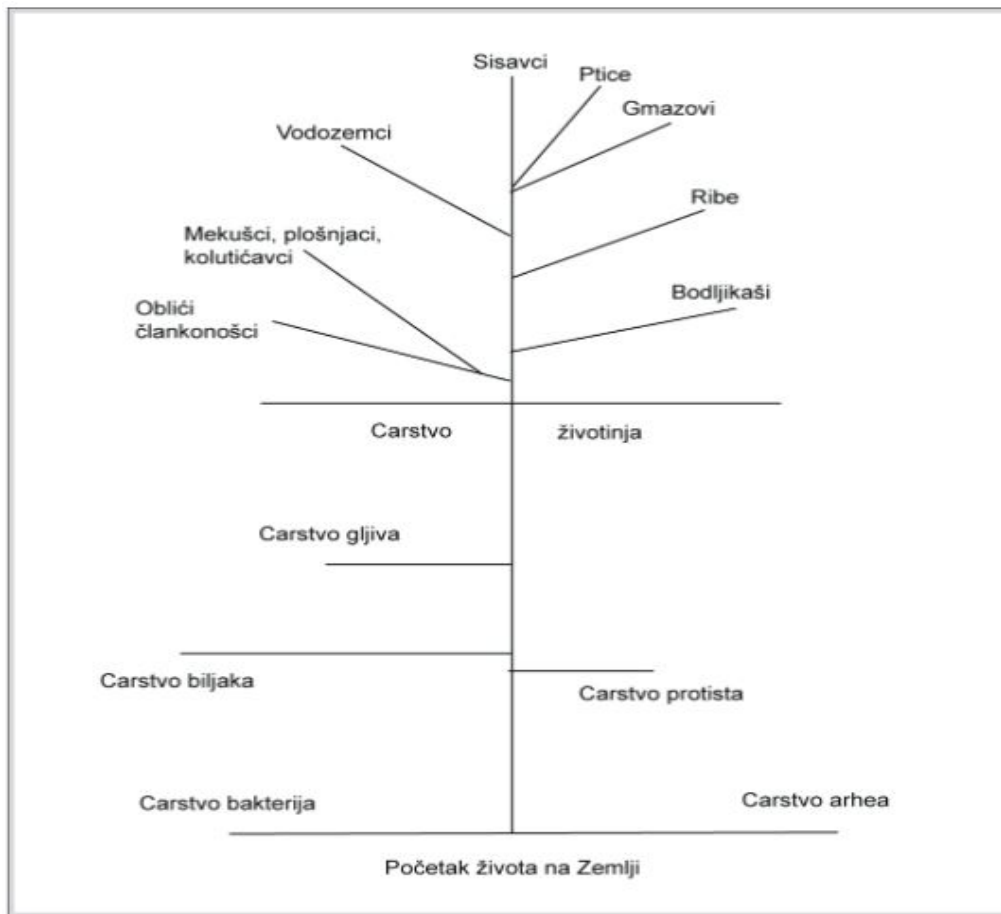 Sisavci
Ptice
Gmazovi
Vodozemci
Ribe
Mekušci, plošnjaci,
kolutićavci
Bodljikaši
Oblići
člankonošci
Carstvo životinja
Carstvo gljiva
Carstvo biljaka
Carstvo protista
Carstvo bakterija
Carstvo arhea
Početak života na Zemlji